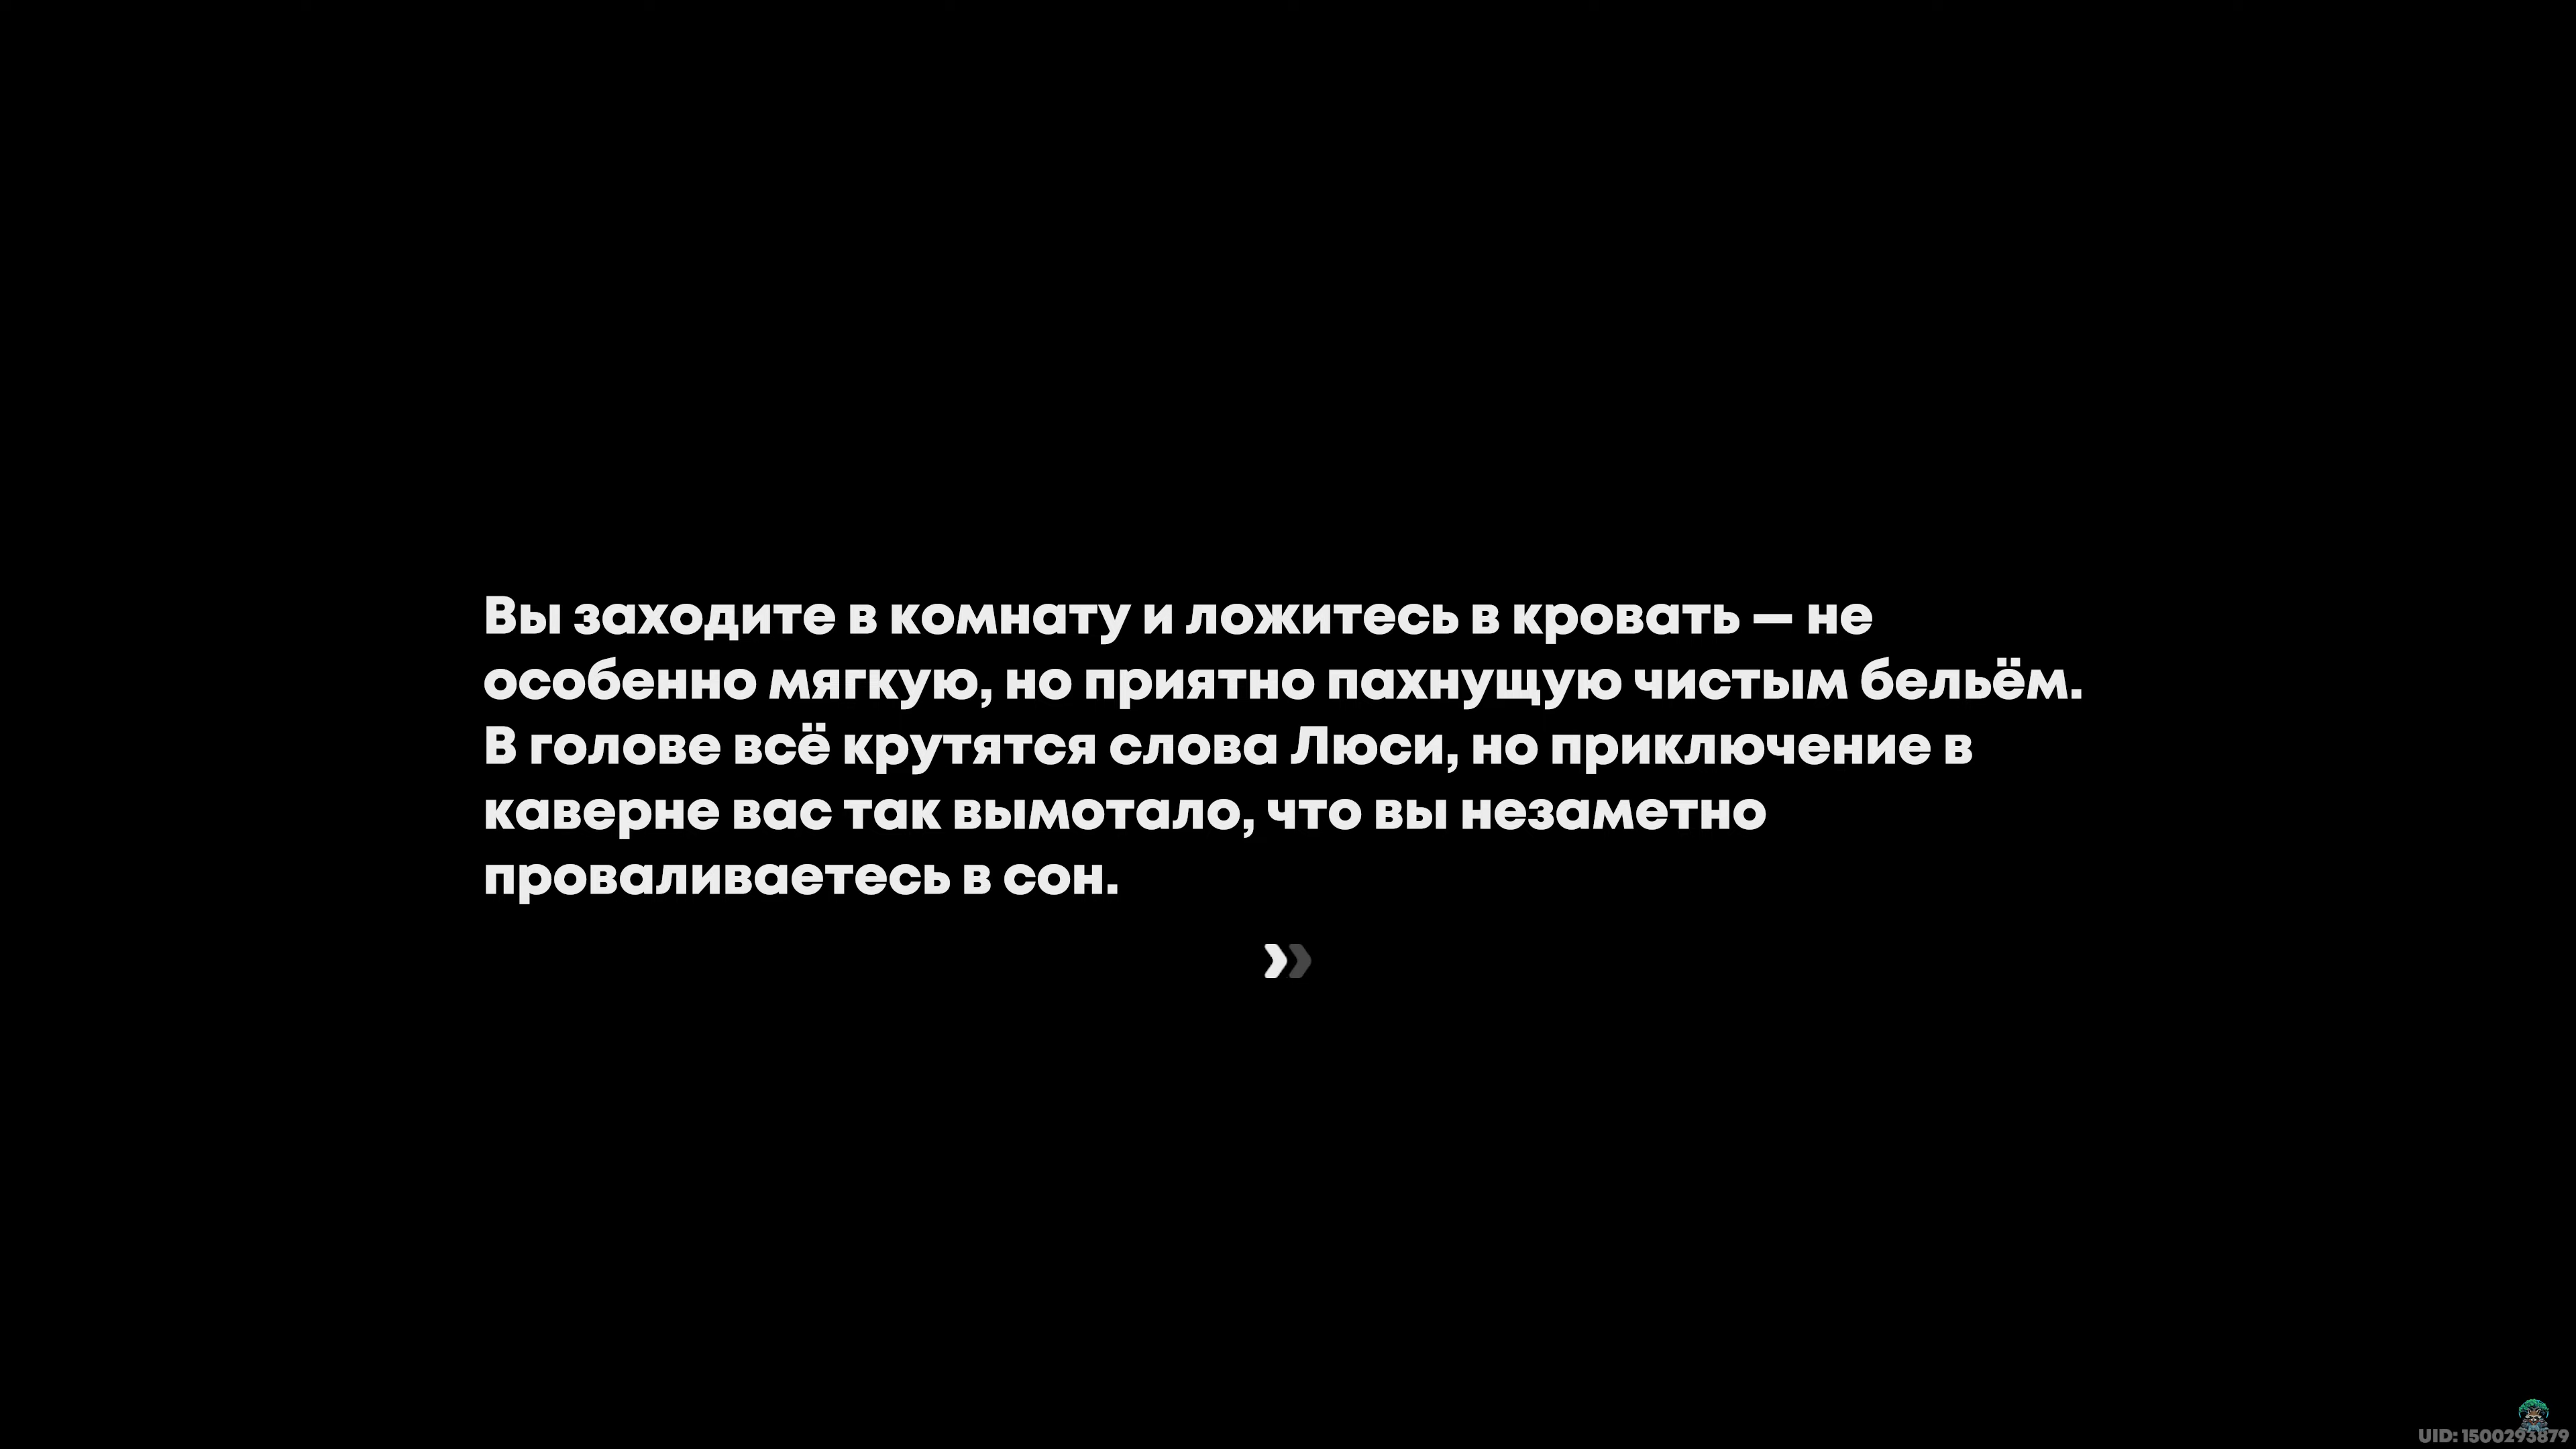 Вы заходите в комнату и ложитесь в кровать — не
особенно мягкую, но приятно пахнущую чистым бельём.
В голове всё крутятся слова Люси, но приключение в
каверне вас так вымотало, что вы незаметно
проваливаетесь в сон.
UID: 1500293879